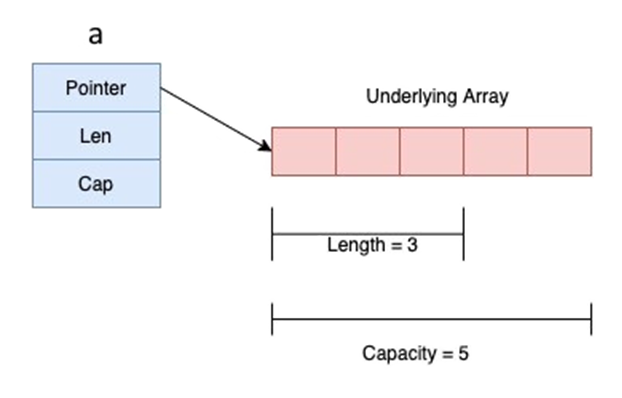 a
Pointer
Len
Cap
Underlying Array
Length = 3
Capacity = 5